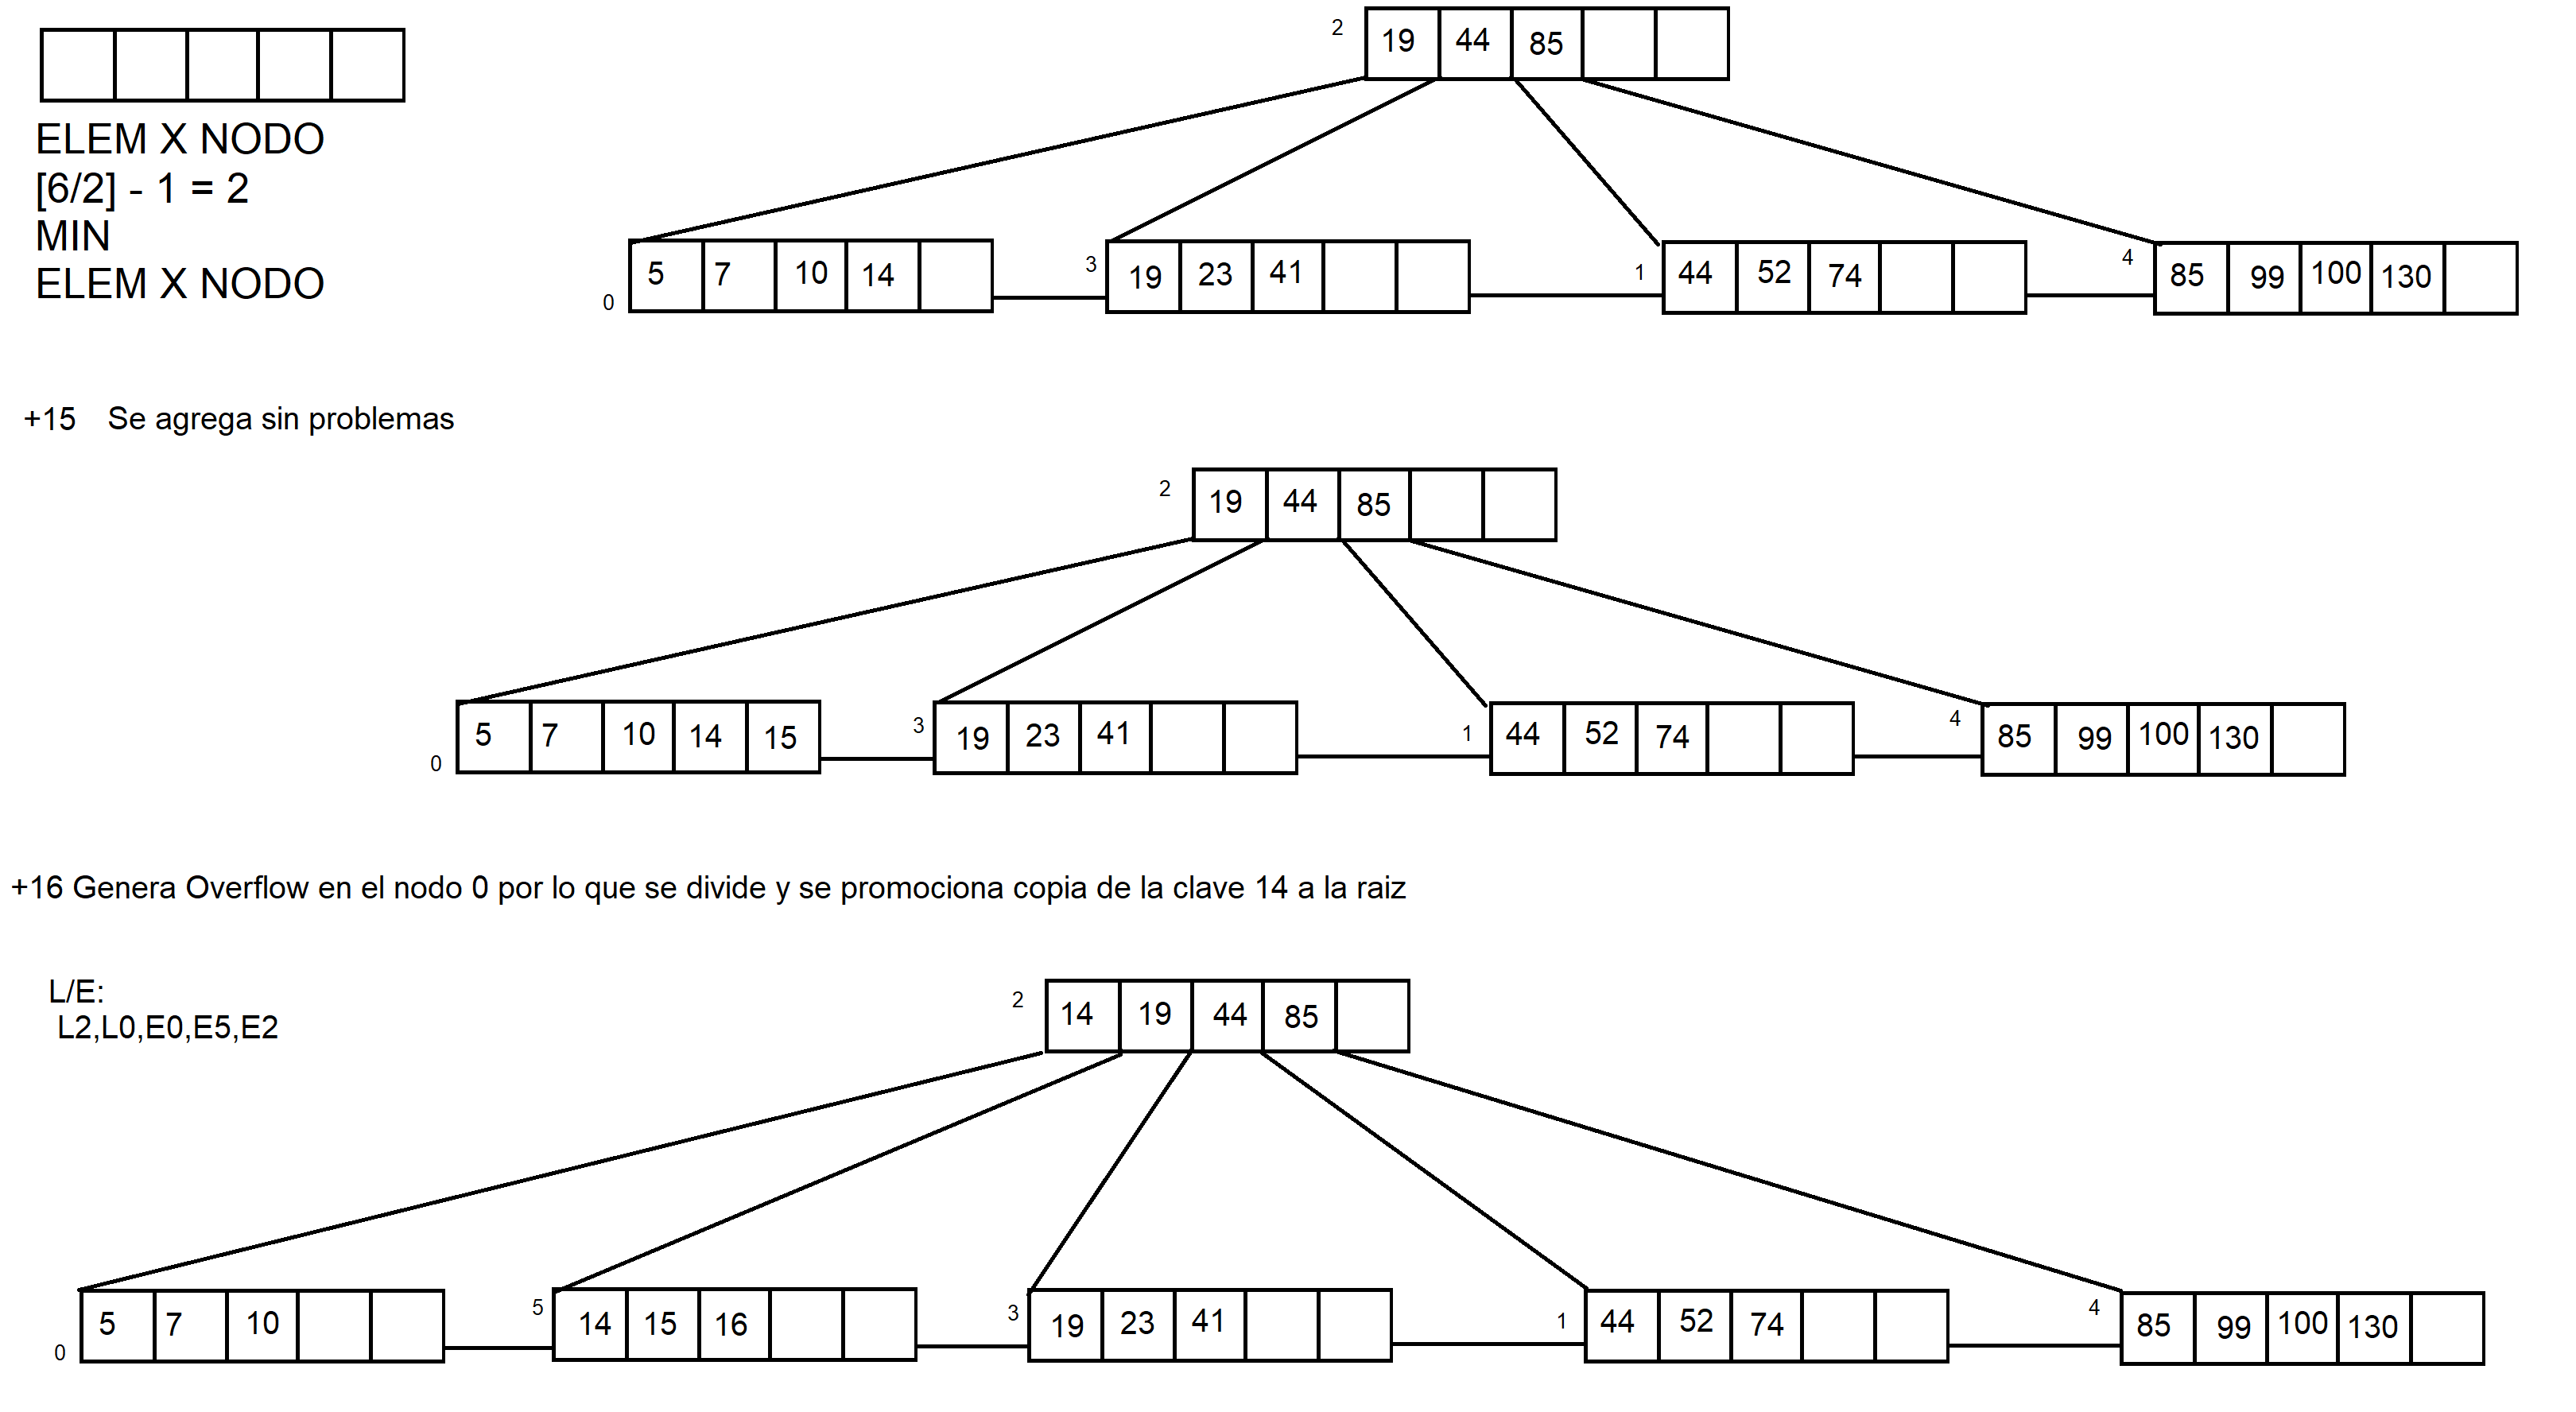 2 19 44 85
ELEM X NODO
[6/2] - 1 = 2
MIN
ELEM X NODO
0 5 7 10 14
3 19 23 41
1 44 52 74
4 85 99 100 130
+15 Se agrega sin problemas
2 19 44 85
0 5 7 10 14 15
3 19 23 41
1 44 52 74
4 85 99 100 130
+16 Genera Overflow en el nodo 0 por lo que se divide y se promociona copia de la clave 14 a la raiz
L/E:
L2,L0,E0,E5,E2
2 14 19 44 85
0 5 7 10
5 14 15 16
3 19 23 41
1 44 52 74
4 85 99 100 130